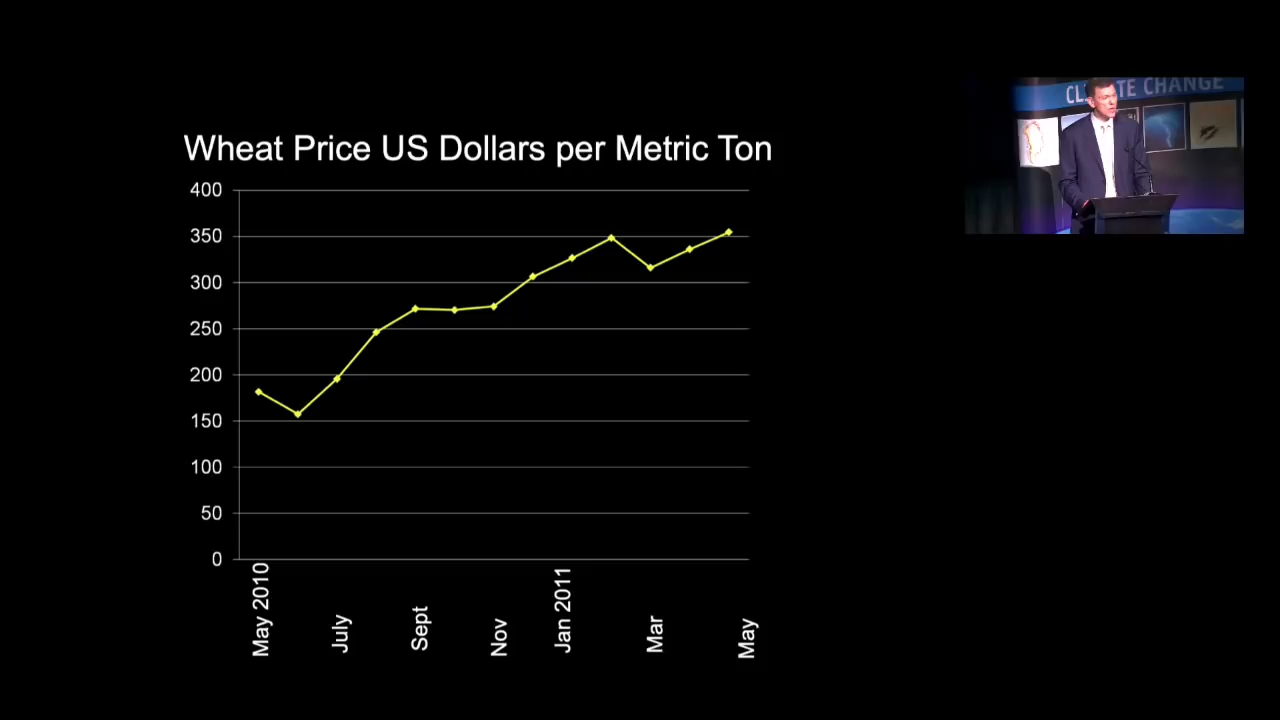 Wheat Price US Dollars per Metric Ton
400
350
300
250
200
150
100
50
0
May 2010
July
Sept
Nov
Jan 2011
Mar
May
CHANGE